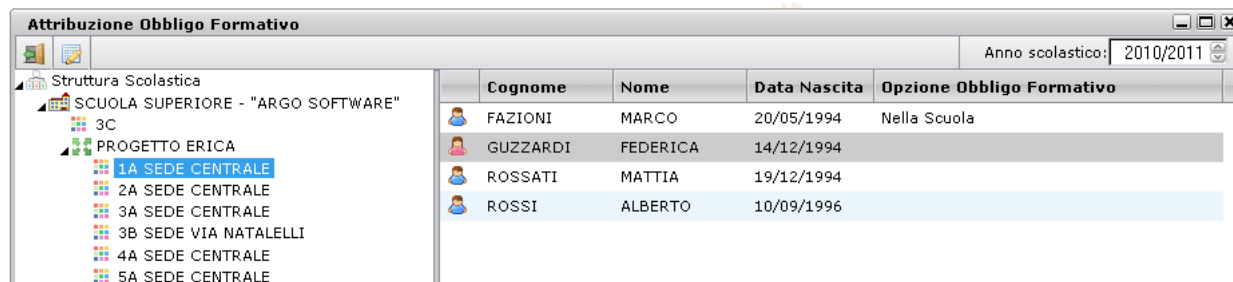 Attribuzione Obbligo Formativo
Anno scolastico: 2010/2011
Struttura Scolastica
SCUOLA SUPERIORE - "ARGO SOFTWARE"
3C
PROGETTO ERICA
1A SEDE CENTRALE
2A SEDE CENTRALE
3A SEDE CENTRALE
3B SEDE VIA NATALELLI
4A SEDE CENTRALE
5A SEDE CENTRALE
Cognome Nome Data Nascita Opzione Obbligo Formativo
FAZIONI MARCO 20/05/1994 Nella Scuola
GUZZARDI FEDERICA 14/12/1994
ROSSATI MATTIA 19/12/1994
ROSSI ALBERTO 10/09/1996